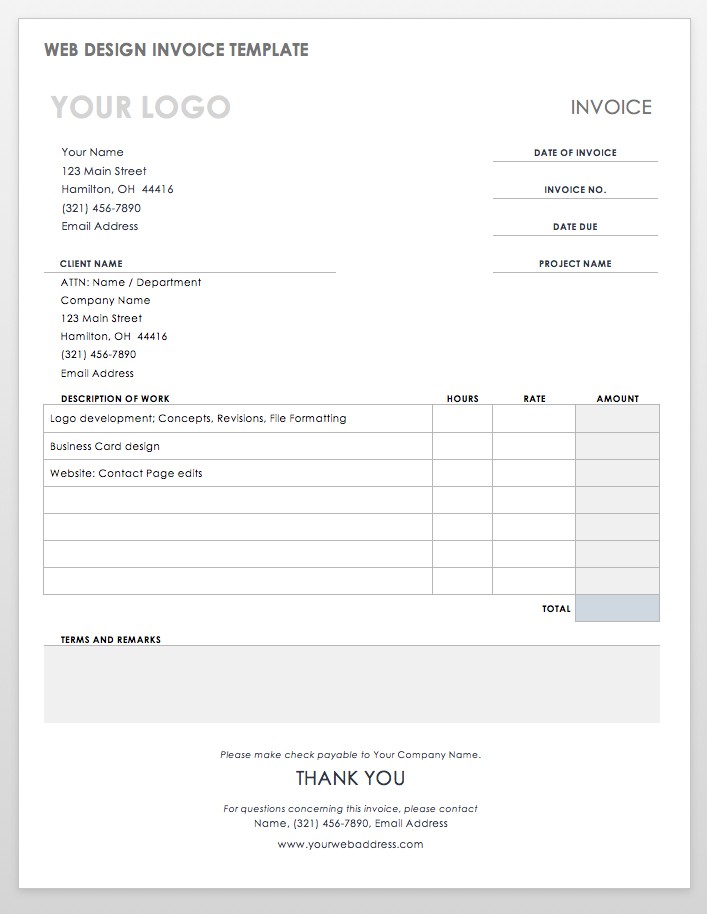 WEB DESIGN INVOICE TEMPLATE
YOUR LOGO
INVOICE
Your Name
123 Main Street
Hamilton, OH  44416
(321) 456-7890
Email Address
DATE OF INVOICE
INVOICE NO.
DATE DUE
PROJECT NAME
CLIENT NAME
ATTN: Name / Department
Company Name
123 Main Street
Hamilton, OH  44416
(321) 456-7890
Email Address
DESCRIPTION OF WORK HOURS RATE AMOUNT
Logo development; Concepts, Revisions, File Formatting
Business Card design
Website: Contact Page edits
TOTAL
TERMS AND REMARKS
Please make check payable to Your Company Name.
THANK YOU
For questions concerning this invoice, please contact
Name, (321) 456-7890, Email Address
www.yourwebaddress.com